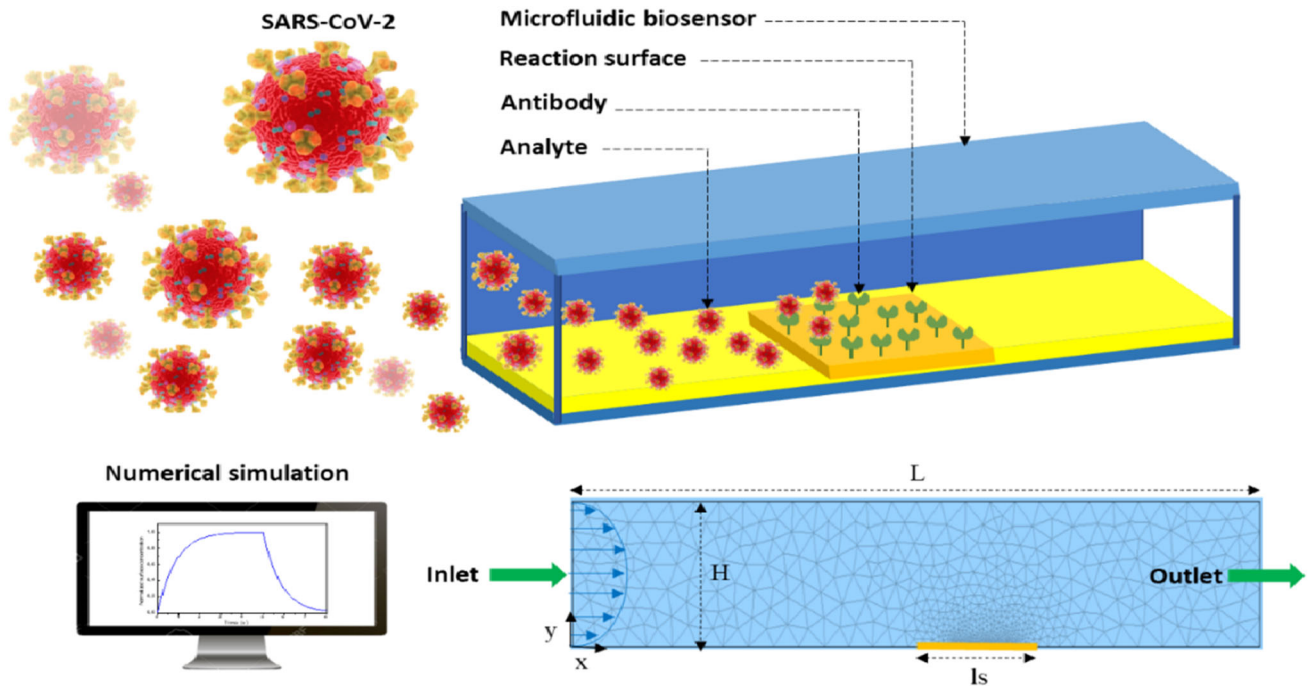 SARS-CoV-2
Microfluidic biosensor
Reaction surface
Antibody
Analyte
Numerical simulation
L
H
Inlet
Outlet
y
x
ls